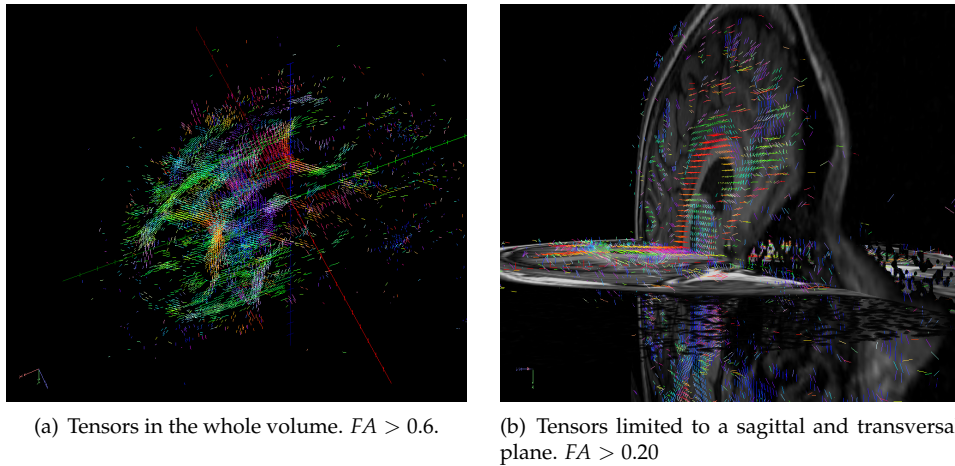 (a) Tensors in the whole volume. FA > 0.6.
(b) Tensors limited to a sagittal and transversa
plane. FA > 0.20